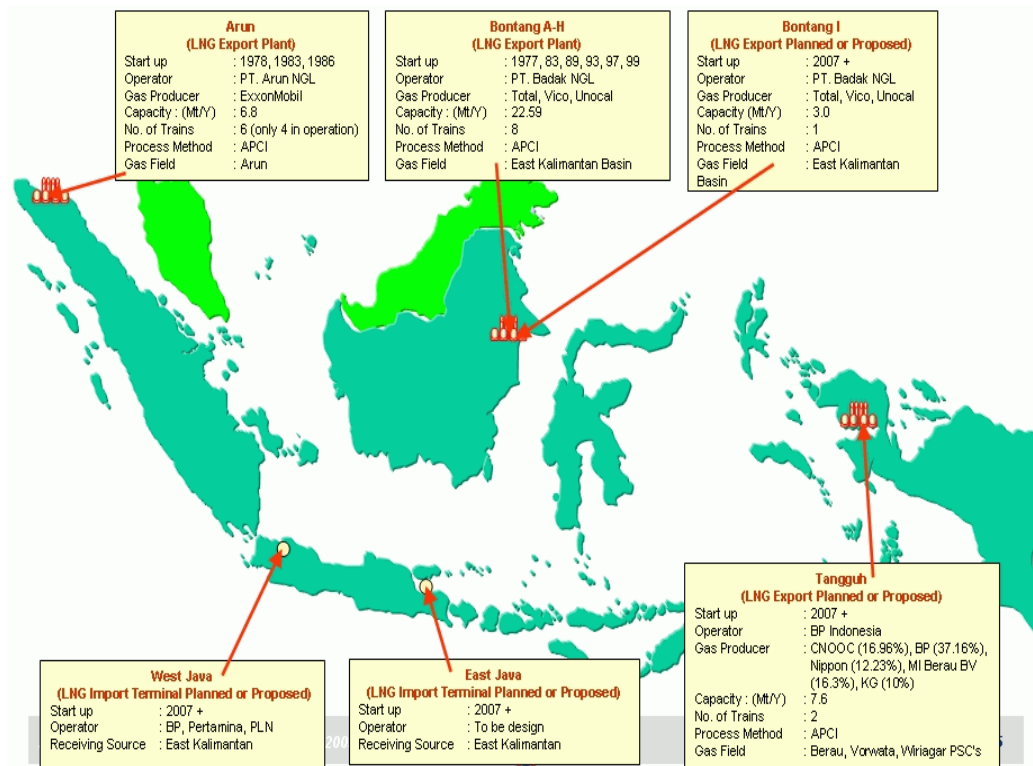 Arun
(LNG Export Plant)
Start up : 1978, 1983, 1986
Operator : PT. Arun NGL
Gas Producer : ExxonMobil
Capacity : (Mt/Y) : 6.8
No. of Trains : 6 (only 4 in operation)
Process Method : APCI
Gas Field : Arun
Bontang A-H
(LNG Export Plant)
Start up : 1977, 83, 89, 93, 97, 99
Operator : PT. Badak NGL
Gas Producer : Total, Vico, Unocal
Capacity (Mt/Y) : 22.59
No. of Trains : 8
Process Method : APCI
Gas Field : East Kalimantan Basin
Bontang I
(LNG Export Planned or Proposed)
Start up : 2007 +
Operator : PT. Badak NGL
Gas Producer : Total, Vico, Unocal
Capacity (Mt/Y) : 3.0
No. of Trains : 1
Process Method : APCI
Gas Field : East Kalimantan
Basin
West Java
(LNG Import Terminal Planned or Proposed)
Start up : 2007 +
Operator : BP, Pertamina, PLN
Receiving Source : East Kalimantan
East Java
(LNG Import Terminal Planned or Proposed)
Start up : 2007 +
Operator : To be design
Receiving Source : East Kalimantan
Tangguh
(LNG Export Planned or Proposed)
Start up : 2007 +
Operator : BP Indonesia
Gas Producer : CNOOC (16.96%), BP (37.16%),
Nippon (12.23%), MI Berau BV
(16.3%), KG (10%)
Capacity : (Mt/Y) : 7.6
No. of Trains : 2
Process Method : APCI
Gas Field : Berau, Vorwata, Wiriagar PSC's